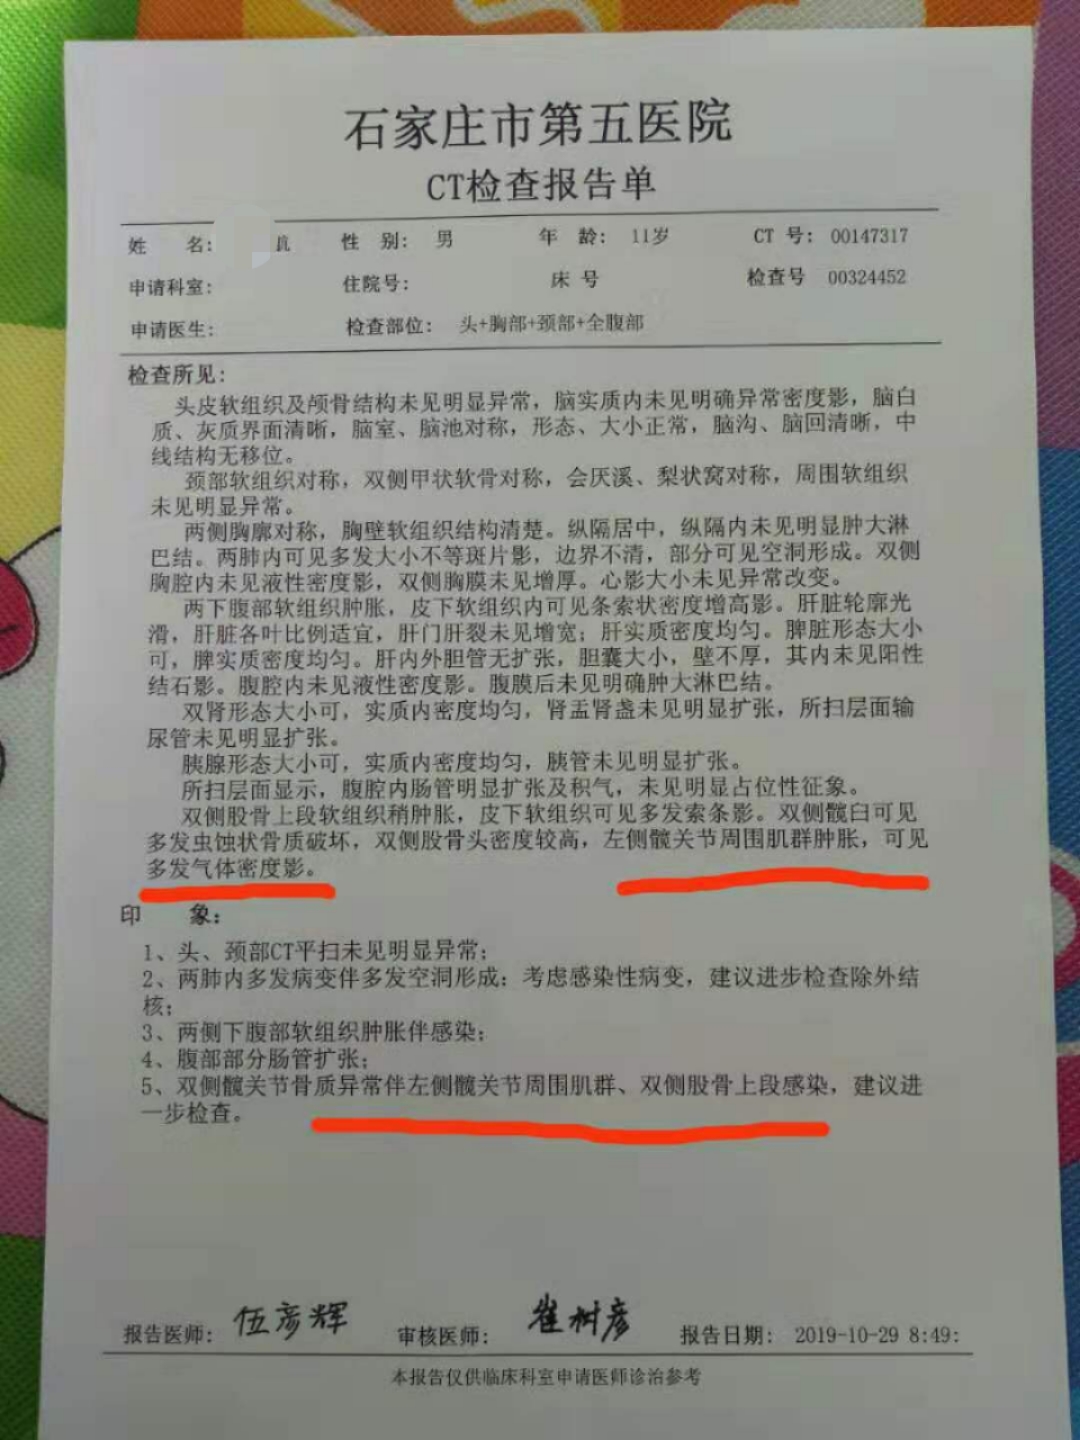 石家庄市第五医院
CT检查报告单
姓 名: 性 别: 男 年 龄: 11岁 CT 号: 00147317
申请科室: 住院号: 床 号 检查号 00324452
申请医生: 检查部位: 头+胸部+颈部+全腹部
检查所见:
头皮软组织及颅骨结构未见明显异常，脑实质内未见明确异常密度影，脑白
质、灰质界面清晰，脑室、脑池对称，形态、大小正常，脑沟、脑回清晰，中
线结构无移位。
颈部软组织对称，双侧甲状软骨对称，会厌溪、梨状窝对称，周围软组织
未见明显异常。
两侧胸廓对称，胸壁软组织结构清楚。纵隔居中，纵隔内未见明显肿大淋
巴结。两肺内可见多发大小不等斑片影，边界不清，部分可见空洞形成。双侧
胸腔内未见液性密度影，双侧胸膜未见增厚。心影大小未见异常改变。
两下腹部软组织肿胀，皮下软组织内可见条索状密度增高影。肝脏轮廓光
滑，肝脏各叶比例适宜，肝门肝裂未见增宽；肝实质密度均匀。脾脏形态大小
可，脾实质密度均匀。肝内外胆管无扩张，胆囊大小，壁不厚，其内未见阳性
结石影。腹腔内未见液性密度影。腹膜后未见明确肿大淋巴结。
双肾形态大小可，实质内密度均匀，肾盂肾盏未见明显扩张，所扫层面输
尿管未见明显扩张。
胰腺形态大小可，实质内密度均匀，胰管未见明显扩张。
所扫层面显示，腹腔内肠管明显扩张及积气，未见明显占位性征象。
双侧股骨上段软组织稍肿胀，皮下软组织可见多发索条影。双侧髋臼可见
多发虫蚀状骨质破坏，双侧股骨头密度较高，左侧髋关节周围肌群肿胀，可见
多发气体密度影。
印 象:
1、头、颈部CT平扫未见明显异常；
2、两肺内多发病变伴多发空洞形成：考虑感染性病变，建议进步检查除外结
核；
3、两侧下腹部软组织肿胀伴感染；
4、腹部部分肠管扩张；
5、双侧髋关节骨质异常伴左侧髋关节周围肌群、双侧股骨上段感染，建议进
一步检查。
报告医师: 伍彦辉 审核医师: 崔树彦 报告日期: 2019-10-29 8:49:
本报告仅供临床科室申请医师诊治参考